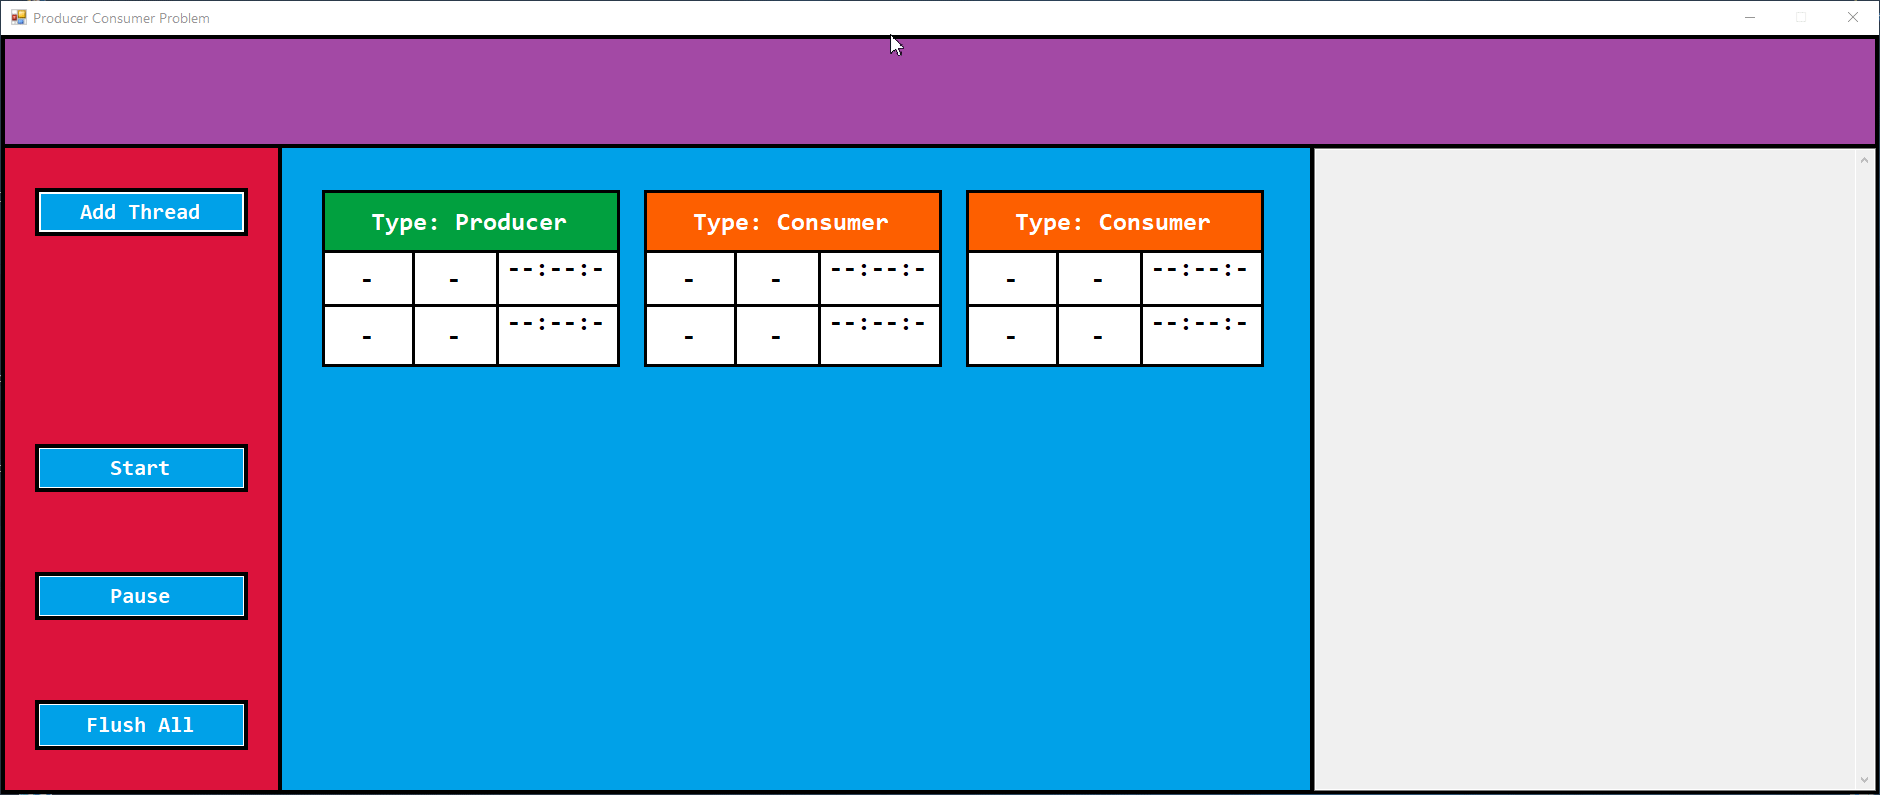 Producer Consumer Problem
Add Thread
Start
Pause
Flush All
Type: Producer
- - --:--:-
- - --:--:-
Type: Consumer
- - --:--:-
- - --:--:-
Type: Consumer
- - --:--:-
- - --:--:-